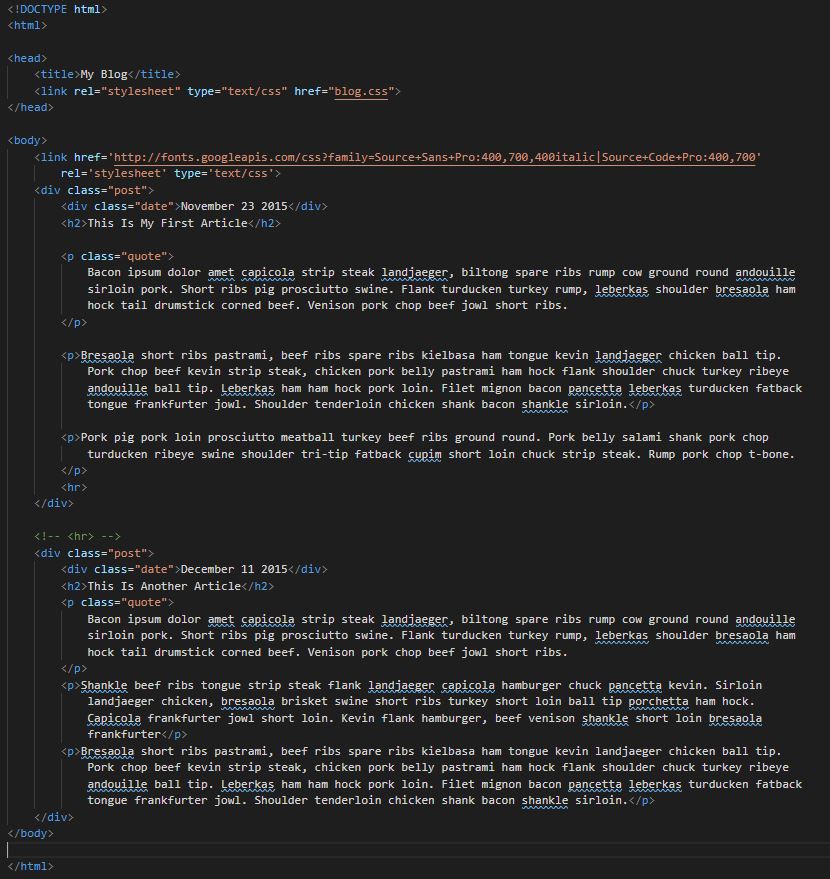 <!DOCTYPE html>
<html>
<head>
<title>My Blog</title>
<link rel="stylesheet" type="text/css" href="blog.css">
</head>
<body>
<link href='http://fonts.googleapis.com/css?family=Source+Sans+Pro:400,700,400italic|Source+Code+Pro:400,700'
rel='stylesheet' type='text/css'>
<div class="post">
<div class="date">November 23 2015</div>
<h2>This Is My First Article</h2>
<p class="quote">
Bacon ipsum dolor amet capicola strip steak landjaeger, biltong spare ribs rump cow ground round andouille
sirloin pork. Short ribs pig prosciutto swine. Flank turducken turkey rump, leberkas shoulder bresaola ham
hock tail drumstick corned beef. Venison pork chop beef jowl short ribs.
</p>
<p>Bresaola short ribs pastrami, beef ribs spare ribs kielbasa ham tongue kevin landjaeger chicken ball tip.
Pork chop beef kevin strip steak, chicken pork belly pastrami ham hock flank shoulder chuck turkey ribeye
andouille ball tip. Leberkas ham ham hock pork loin. Filet mignon bacon pancetta leberkas turducken fatback
tongue frankfurter jowl. Shoulder tenderloin chicken shank bacon shankle sirloin.</p>
<p>Pork pig pork loin prosciutto meatball turkey beef ribs ground round. Pork belly salami shank pork chop
turducken ribeye swine shoulder tri-tip fatback cupim short loin chuck strip steak. Rump pork chop t-bone.
</p>
<hr>
</div>
<!-- <hr> -->
<div class="post">
<div class="date">December 11 2015</div>
<h2>This Is Another Article</h2>
<p class="quote">
Bacon ipsum dolor amet capicola strip steak landjaeger, biltong spare ribs rump cow ground round andouille
sirloin pork. Short ribs pig prosciutto swine. Flank turducken turkey rump, leberkas shoulder bresaola ham
hock tail drumstick corned beef. Venison pork chop beef jowl short ribs.
</p>
<p>Shankle beef ribs tongue strip steak flank landjaeger capicola hamburger chuck pancetta kevin. Sirloin
landjaeger chicken, bresaola brisket swine short ribs turkey short loin ball tip porchetta ham hock.
Capicola frankfurter jowl short loin. Kevin flank hamburger, beef venison shankle short loin bresaola
frankfurter</p>
<p>Bresaola short ribs pastrami, beef ribs spare ribs kielbasa ham tongue kevin landjaeger chicken ball tip.
Pork chop beef kevin strip steak, chicken pork belly pastrami ham hock flank shoulder chuck turkey ribeye
andouille ball tip. Leberkas ham ham hock pork loin. Filet mignon bacon pancetta leberkas turducken fatback
tongue frankfurter jowl. Shoulder tenderloin chicken shank bacon shankle sirloin.</p>
</div>
</body>
</html>